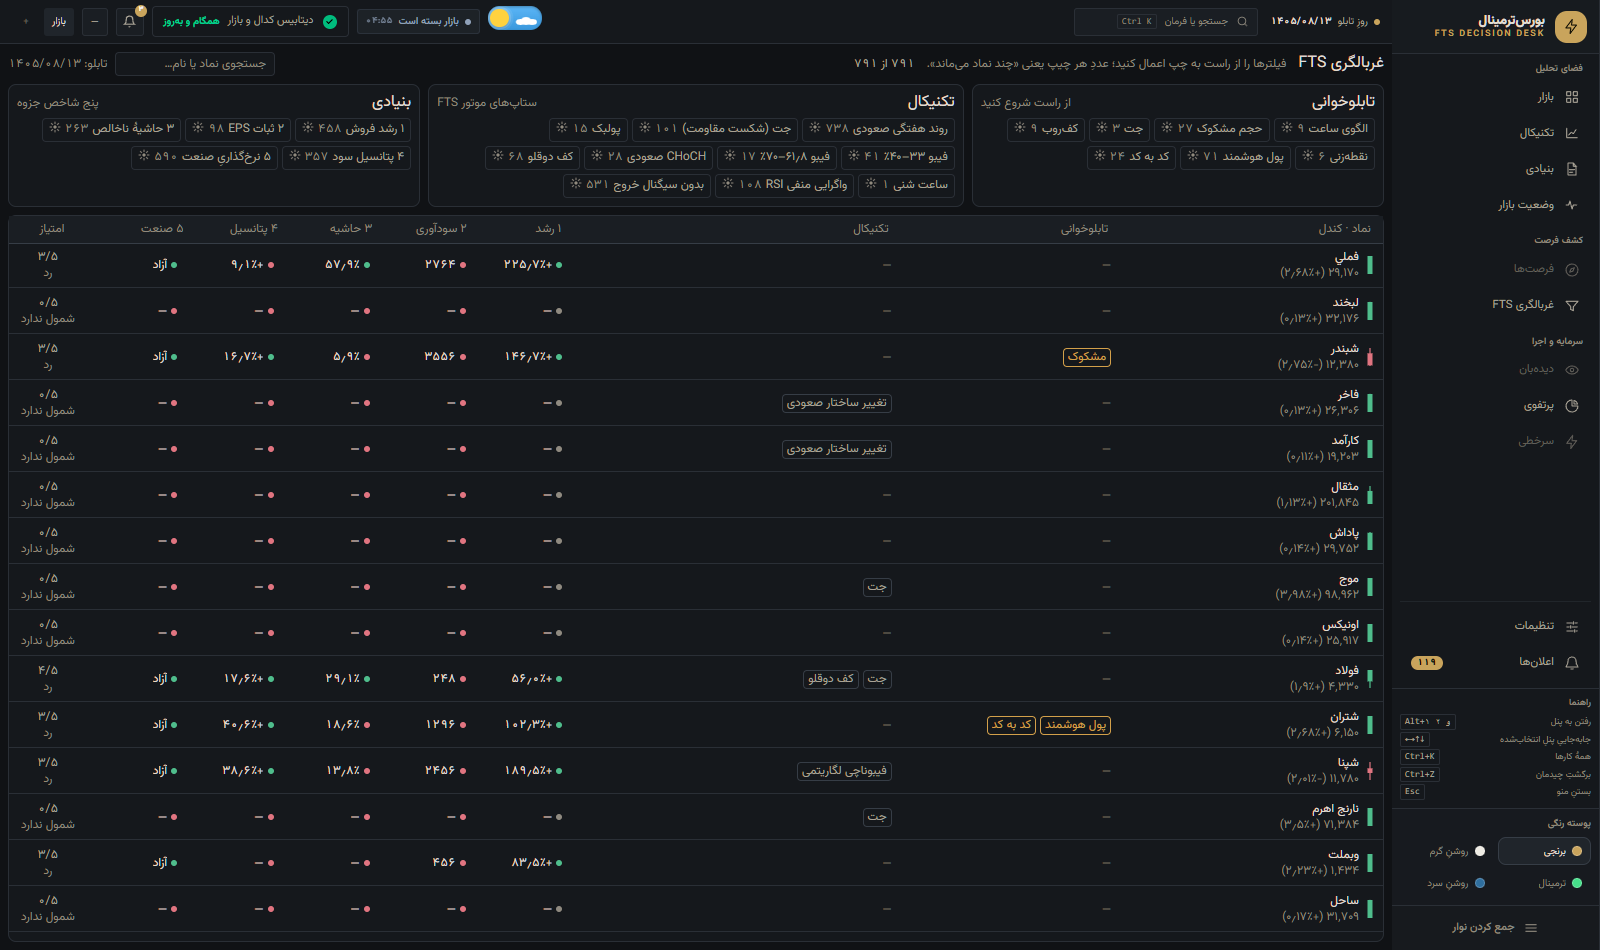 بورس‌ترمینال
FTS DECISION DESK
فضای تحلیل
بازار
تکنیکال
بنیادی
وضعیت بازار
کشف فرصت
فرصت‌ها
غربالگری FTS
سرمایه و اجرا
دیده‌بان
پرتفوی
سرخطی
تنظیمات
اعلان‌ها ۱۱۹
راهنما
رفتن به پنل Alt+۱ و ۲ و
جابه‌جایی پنل انتخاب‌شده ←→↑↓
همهٔ کارها Ctrl+K
برگشت چیدمان Ctrl+Z
بستن منو Esc
پوسته رنگی
برنجی روشن گرم
ترمینال روشن سرد
جمع کردن نوار
روز تابلو ۱۴۰۵/۰۸/۱۳
جستجو یا فرمان Ctrl K
بازار بسته است ۰۴:۵۵
دیتابیس کدال و بازار همگام و به‌روز
۳
–
بازار
+
غربالگری FTS فیلترها را از راست به چپ اعمال کنید؛ عدد هر چیپ یعنی «چند نماد می‌ماند». ۷۹۱ از ۷۹۱
جستجوی نماد یا نام...
تابلو: ۱۴۰۵/۰۸/۱۳
تابلوخوانی از راست شروع کنید
الگوی ساعت ۹ حجم مشکوک ۲۷ جت ۳ کف‌روب ۹
نقطه‌زنی ۶ پول هوشمند ۷۱ کد به کد ۲۴
تکنیکال ستاپ‌های موتور FTS
روند هفتگی صعودی ۷۳۸ جت (شکست مقاومت) ۱۰۱ پولبک ۱۵
فیبو ۳۳–۴۰٪ ۴۱ فیبو ۶۱٫۸–۷۰٪ ۱۷ CHoCH صعودی ۲۸ کف دوقلو ۶۸
ساعت شنی ۱ واگرایی منفی RSI ۱۰۸ بدون سیگنال خروج ۵۳۱
بنیادی پنج شاخص جزوه
۱ رشد فروش ۴۵۸ ۲ ثبات EPS ۹۸ ۳ حاشیهٔ ناخالص ۲۶۳
۴ پتانسیل سود ۳۵۷ ۵ نرخ‌گذاری صنعت ۵۹۰
نماد · کندل تابلوخوانی تکنیکال ۱ رشد ۲ سودآوری ۳ حاشیه ۴ پتانسیل ۵ صنعت امتیاز
فملي – – +۲۲۵٫۷٪ ۲۷۶۴ ۵۷٫۹٪ +۹٫۱٪ آزاد ۳/۵
۲۹,۱۷۰ (+۲٫۶۸٪) رد
لبخند – – – – – – – ۰/۵
۳۲,۱۷۶ (+۰٫۱۳٪) شمول ندارد
شبندر مشکوک – +۱۴۶٫۷٪ ۳۵۵۶ ۵٫۹٪ +۱۶٫۷٪ آزاد ۳/۵
۱۲,۳۸۰ (−۲٫۷۵٪) رد
فاخر – تغییر ساختار صعودی – – – – – ۰/۵
۲۶,۳۰۶ (+۰٫۱۳٪) شمول ندارد
کارآمد – تغییر ساختار صعودی – – – – – ۰/۵
۱۹,۲۰۳ (+۰٫۱۱٪) شمول ندارد
مثقال – – – – – – – ۰/۵
۲۰۱,۸۴۵ (+۱٫۱۳٪) شمول ندارد
پاداش – – – – – – – ۰/۵
۲۹,۷۵۲ (+۰٫۱۴٪) شمول ندارد
موج – جت – – – – – ۰/۵
۹۸,۹۶۲ (+۳٫۹۸٪) شمول ندارد
اونیکس – – – – – – – ۰/۵
۲۵,۹۱۷ (+۰٫۱۴٪) شمول ندارد
فولاد – جت کف دوقلو +۵۶٫۰٪ ۲۴۸ ۲۹٫۱٪ +۱۷٫۶٪ آزاد ۴/۵
۴,۳۳۰ (+۱٫۹٪) رد
شتران پول هوشمند کد به کد – +۱۰۲٫۳٪ ۱۲۹۶ ۱۸٫۶٪ +۴۰٫۶٪ آزاد ۳/۵
۶,۱۵۰ (+۲٫۶۸٪) رد
شپنا – فیبوناچی لگاریتمی +۱۸۹٫۵٪ ۲۴۵۶ ۱۳٫۸٪ +۳۸٫۶٪ آزاد ۳/۵
۱۱,۷۸۰ (−۲٫۰۱٪) رد
نارنج اهرم – جت – – – – – ۰/۵
۷۱,۳۸۴ (+۳٫۵٪) شمول ندارد
وبملت – – +۸۳٫۵٪ ۴۵۶ – – آزاد ۳/۵
۱,۴۳۴ (+۲٫۲۳٪) رد
ساحل – – – – – – – ۰/۵
۳۱,۷۰۹ (+۰٫۱۷٪) شمول ندارد